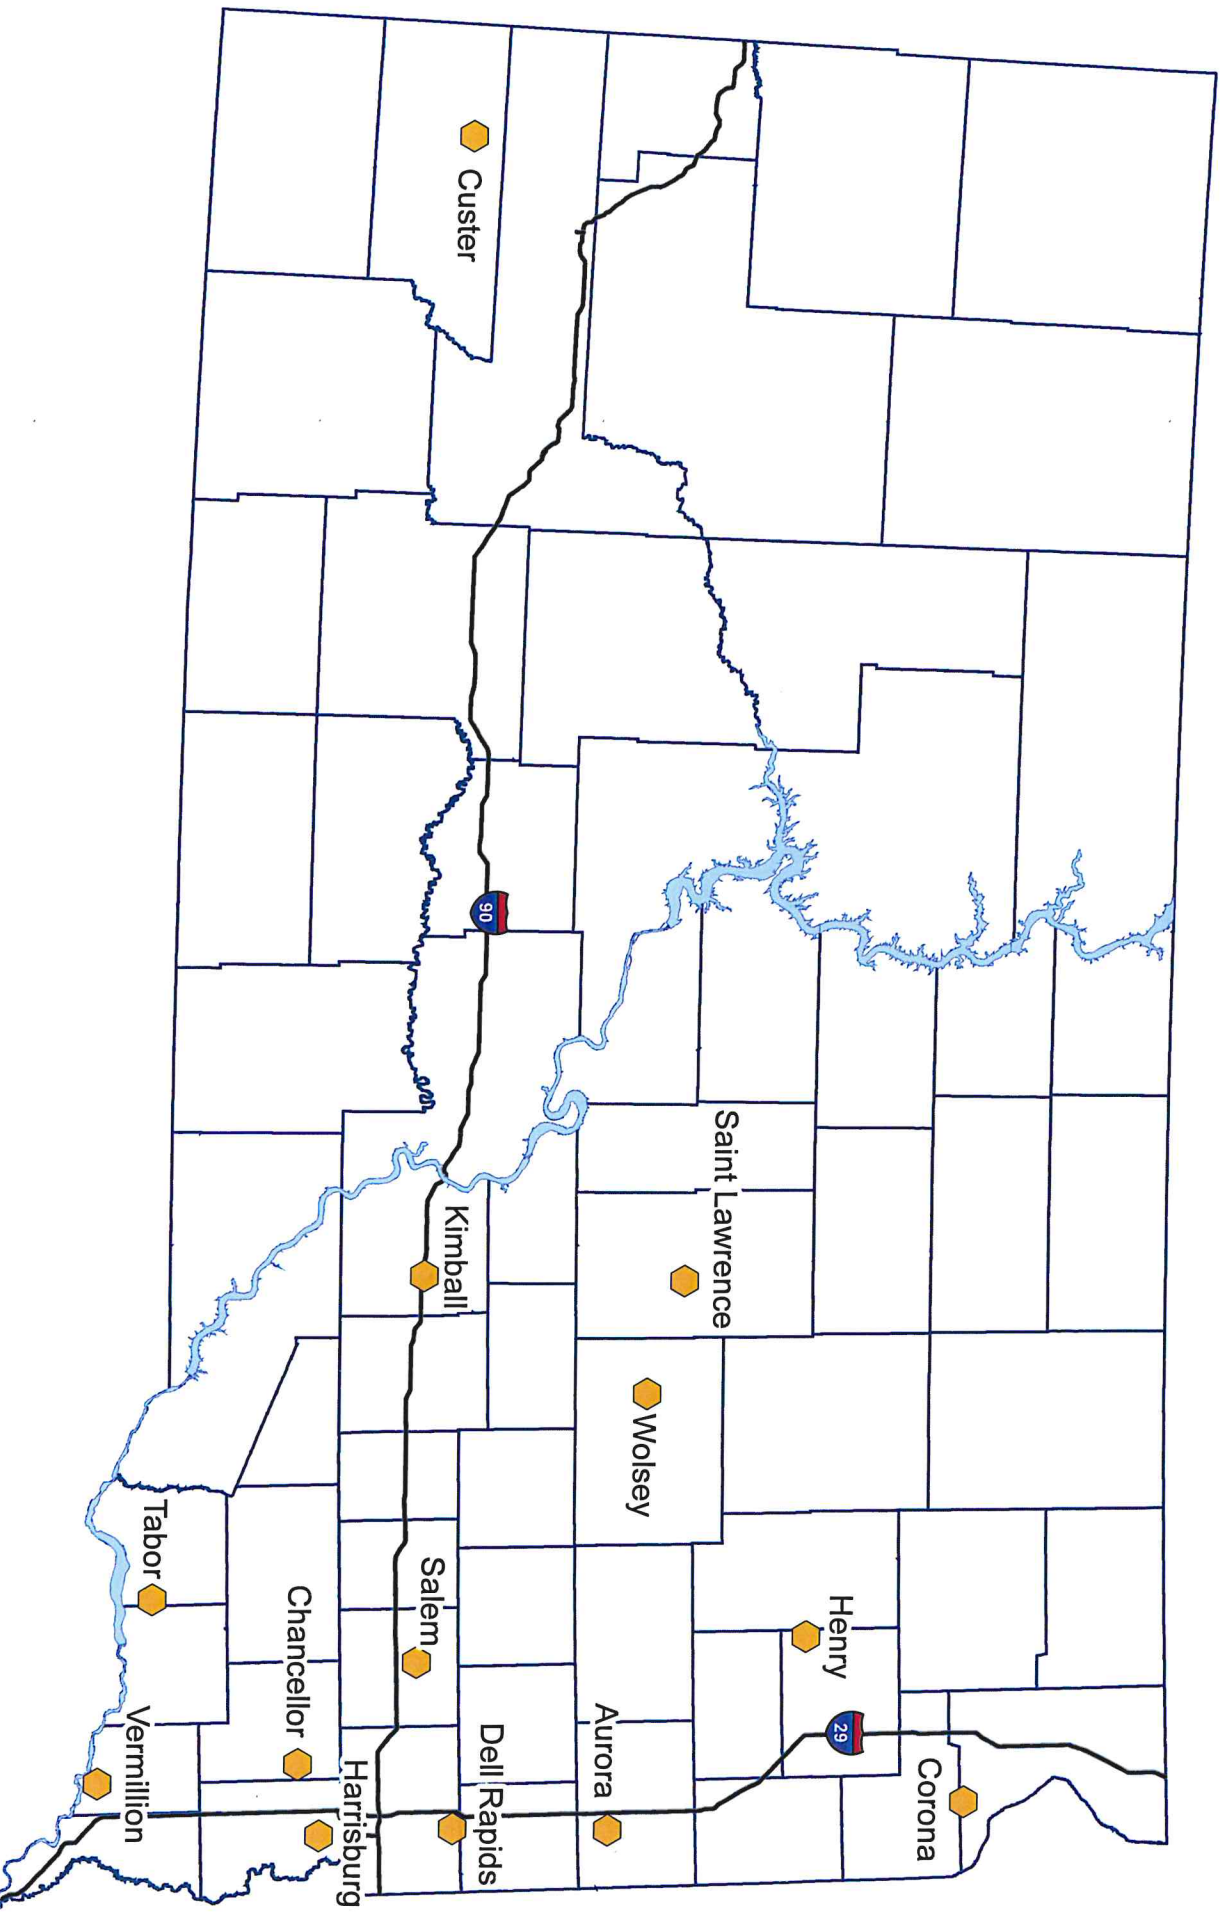 Corona
29
Henry
Saint Lawrence
Wolsey
Aurora
Custer
90
Kimball
Salem
Dell Rapids
Harrisburg
Chancellor
Tabor
Vermillion